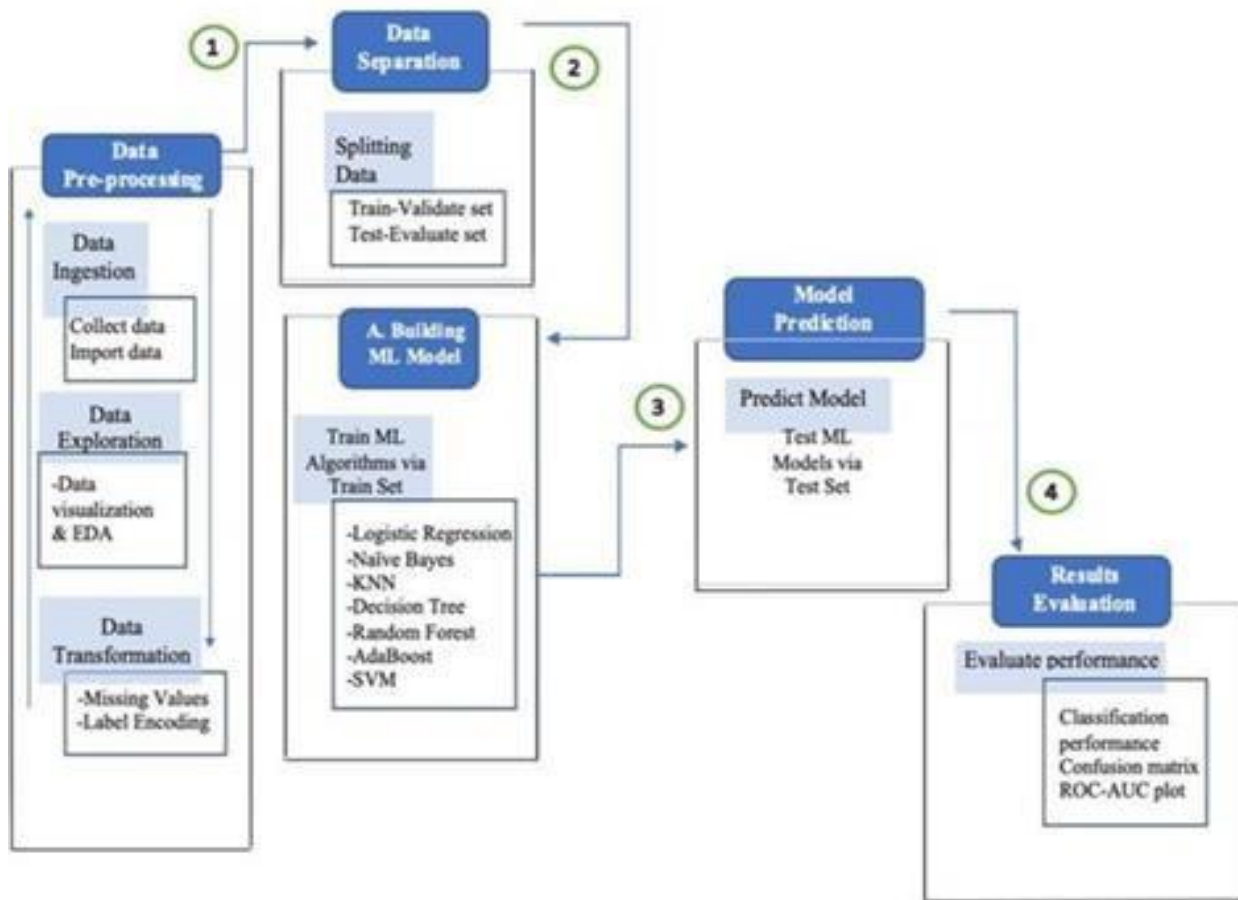 1
Data
Separation
2
Splitting
Data
Train-Validate set
Test-Evaluate set
Data
Pre-processing
Data
Ingestion
Collect data
Import data
Data
Exploration
-Data
visualization
& EDA
Data
Transformation
-Missing Values
-Label Encoding
A. Building
ML Model
Train ML
Algorithms via
Train Set
-Logistic Regression
-Naïve Bayes
-KNN
-Decision Tree
-Random Forest
-AdaBoost
-SVM
3
Model
Prediction
Predict Model
Test ML
Models via
Test Set
4
Results
Evaluation
Evaluate performance
Classification
performance
Confusion matrix
ROC-AUC plot